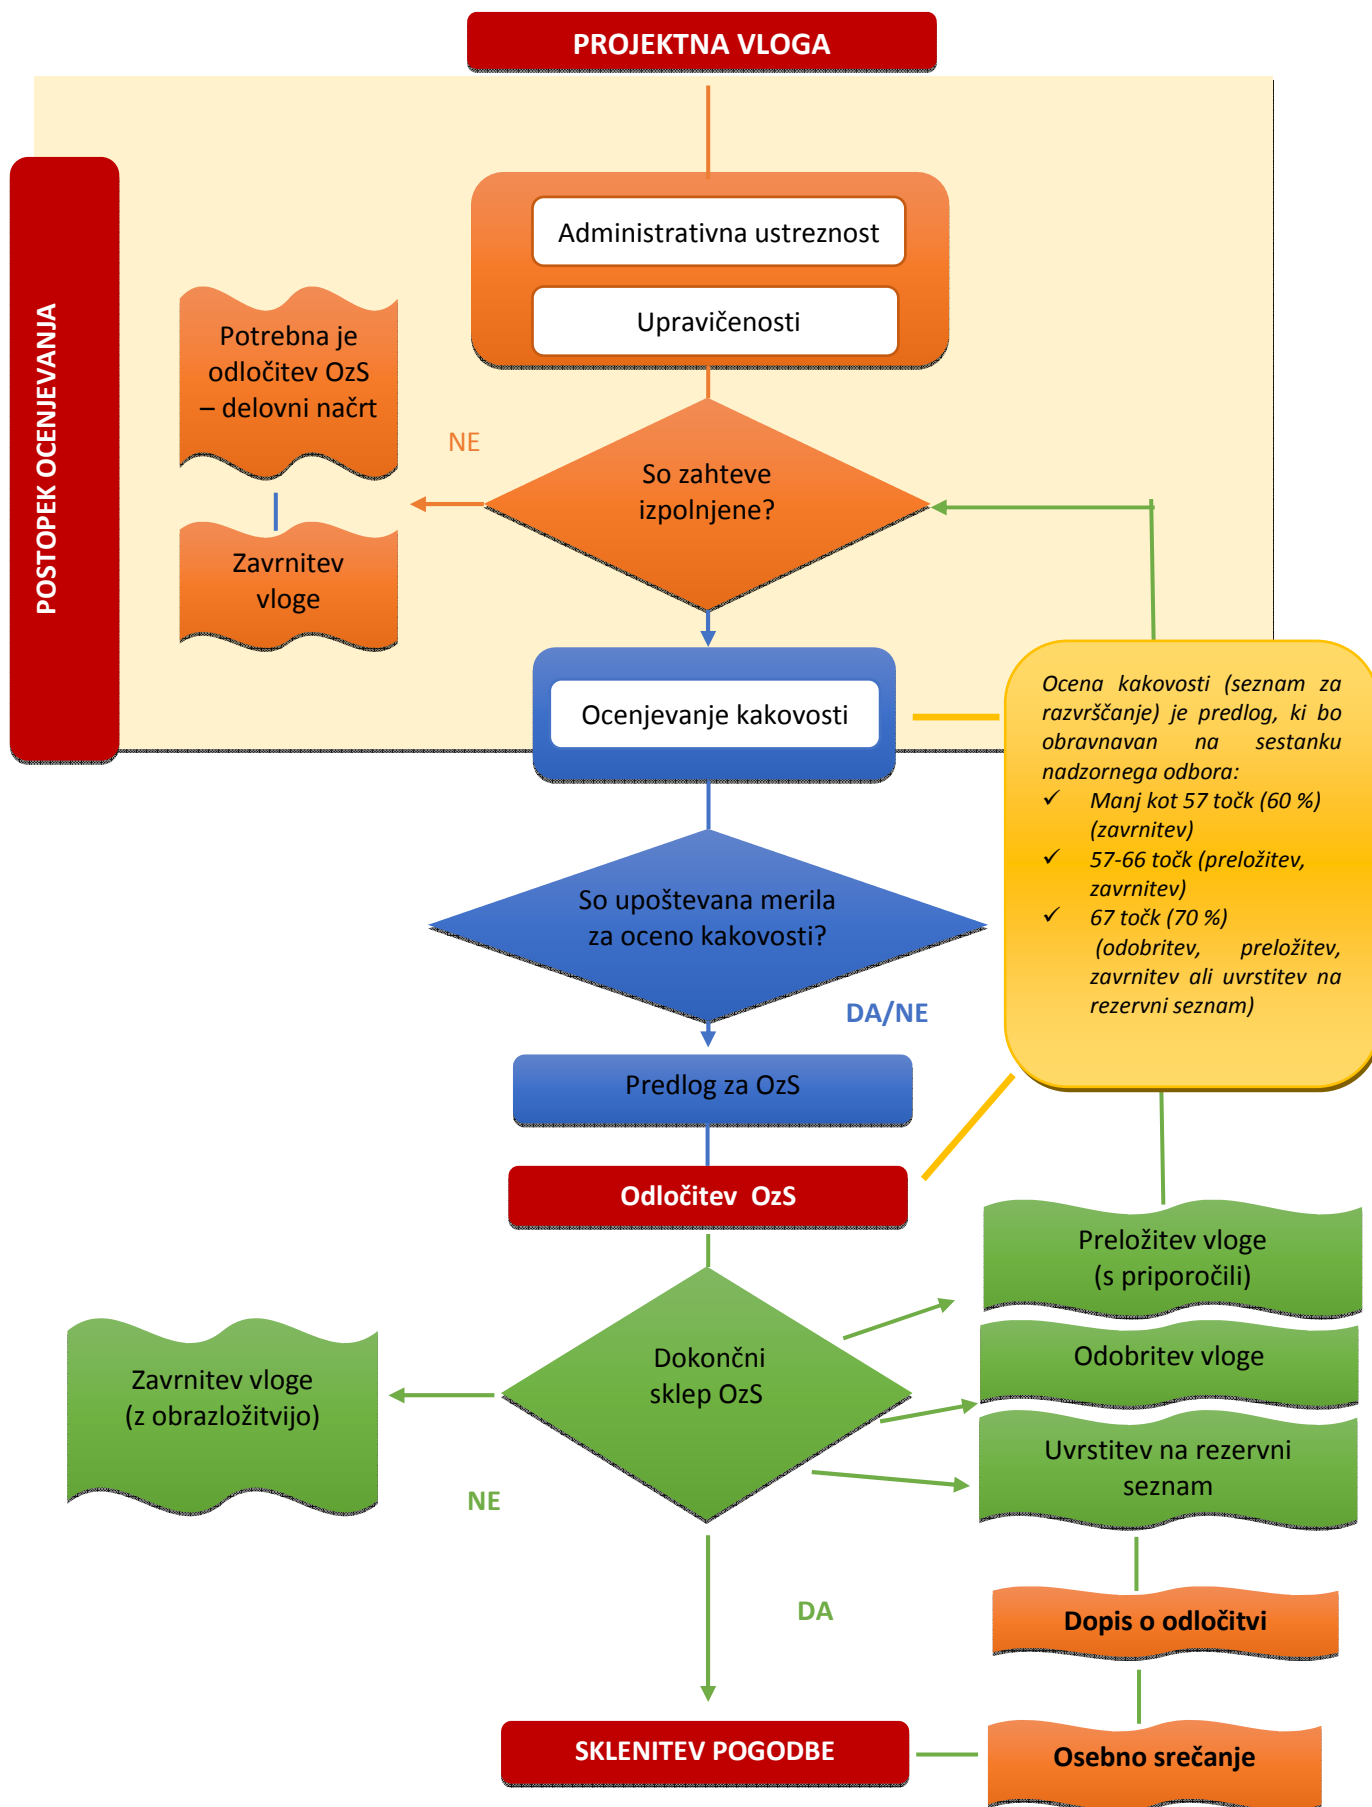 PROJEKTNA VLOGA
POSTOPEK OCENJEVANJA
Administrativna ustreznost
Upravičenosti
Potrebna je
odločitev OzS
– delovni načrt
NE
So zahteve
izpolnjene?
Zavrnitev
vloge
Ocenjevanje kakovosti
Ocena kakovosti (seznam za
razvrščanje) je predlog, ki bo
obravnavan na sestanku
nadzornega odbora:
✓ Manj kot 57 točk (60 %)
(zavrnitev)
✓ 57-66 točk (preložitev,
zavrnitev)
✓ 67 točk (70 %)
(odobritev, preložitev,
zavrnitev ali uvrstitev na
rezervni seznam)
So upoštevana merila
za oceno kakovosti?
DA/NE
Predlog za OzS
Odločitev OzS
Preložitev vloge
(s priporočili)
Odobritev vloge
Uvrstitev na rezervni
seznam
Dokončni
sklep OzS
Zavrnitev vloge
(z obrazložitvijo)
NE
DA
Dopis o odločitvi
SKLENITEV POGODBE
Osebno srečanje